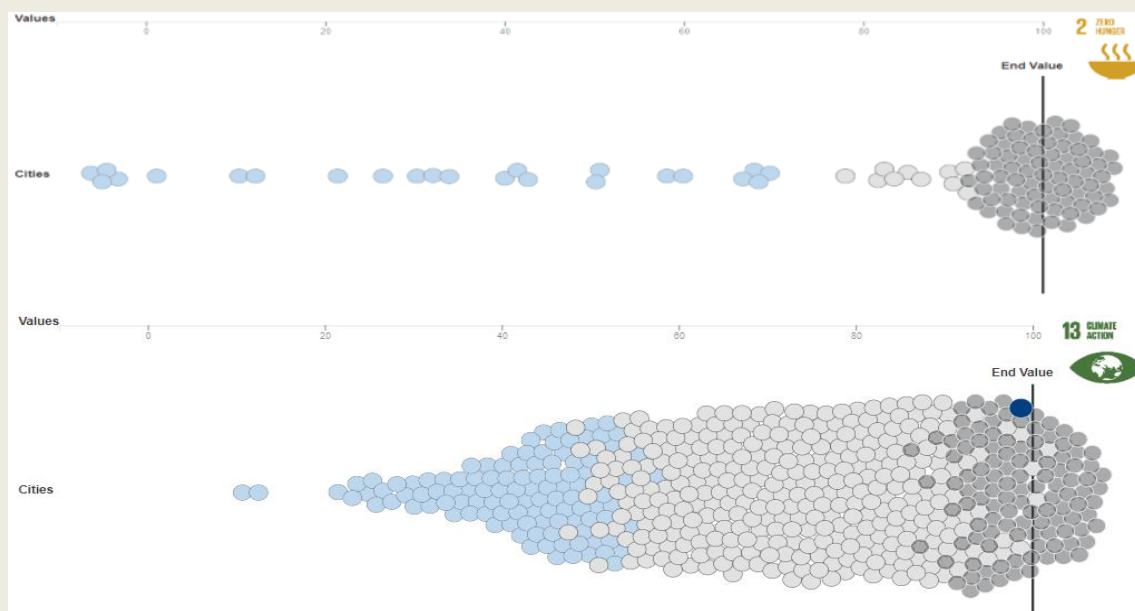 Values
0 20 40 60 80 100
2 ZERO
HUNGER
End Value
Cities
Values
0 20 40 60 80 100
13 CLIMATE
ACTION
End Value
Cities